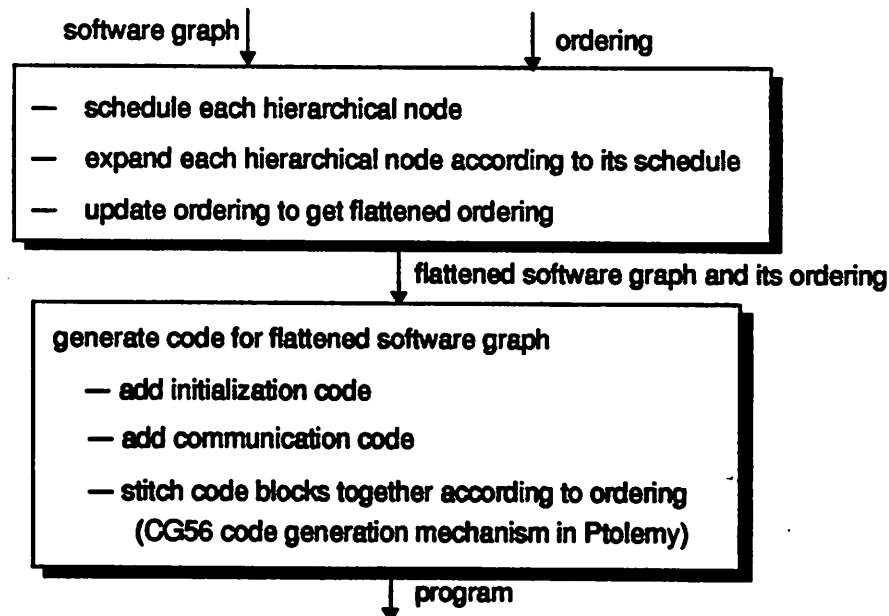 software graph
ordering
— schedule each hierarchical node
— expand each hierarchical node according to its schedule
— update ordering to get flattened ordering
flattened software graph and its ordering
generate code for flattened software graph
— add initialization code
— add communication code
— stitch code blocks together according to ordering
(CG56 code generation mechanism in Ptolemy)
program